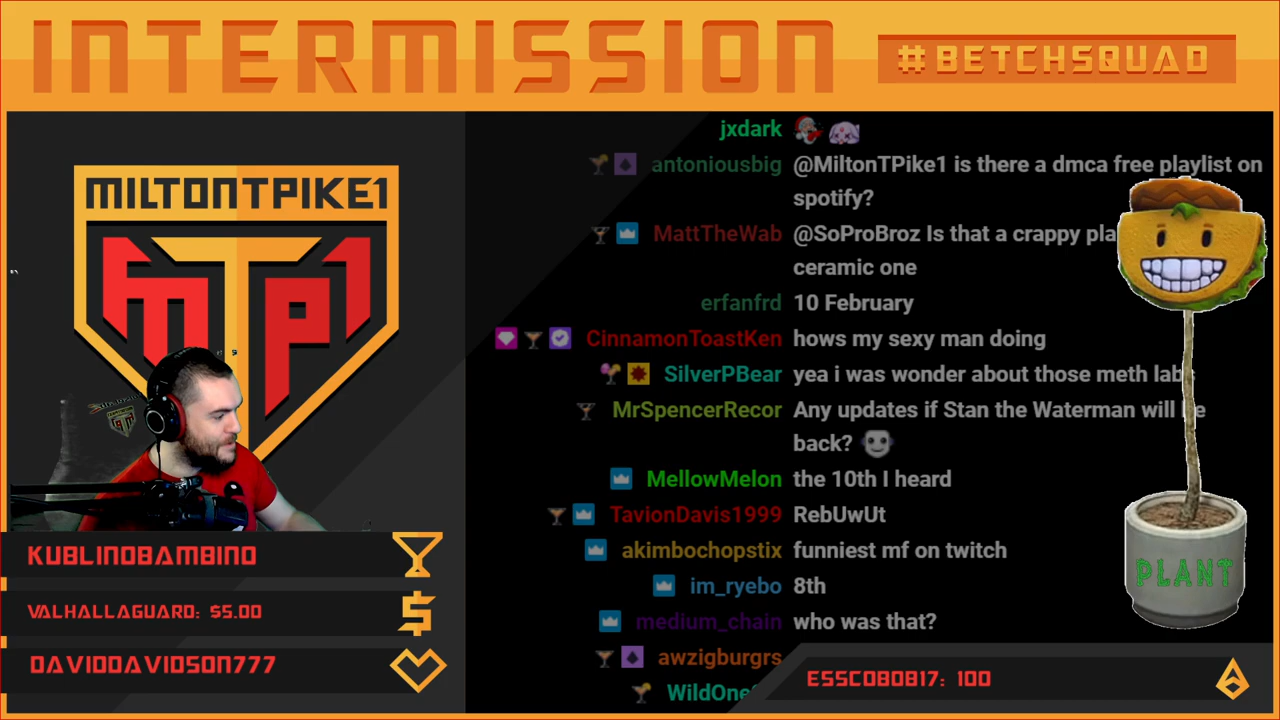 INTERMISSION
#BETCHSQUAD
MILTONTPIKE1
MTP1
jxdark
antoniousbig @MiltonTPike1 is there a dmca free playlist on
spotify?
MattTheWab @SoProBroz Is that a crappy
ceramic one
erfanfrd 10 February
CinnamonToastKen hows my sexy man doing
SilverPBear yea i was wonder about those meth
MrSpencerRecor Any updates if Stan the Waterman will be
back?
MellowMelon the 10th I heard
TavionDavis1999 RebUwUt
akimbochopstix funniest mf on twitch
im_ryebo 8th
medium_chain who was that?
awzigburgrs
PLANT
KUBLINOBAMBINO
VALHALLAGUARD: $5.00
DAVIDDAVIDSON777
ESSCOBOB17: 100